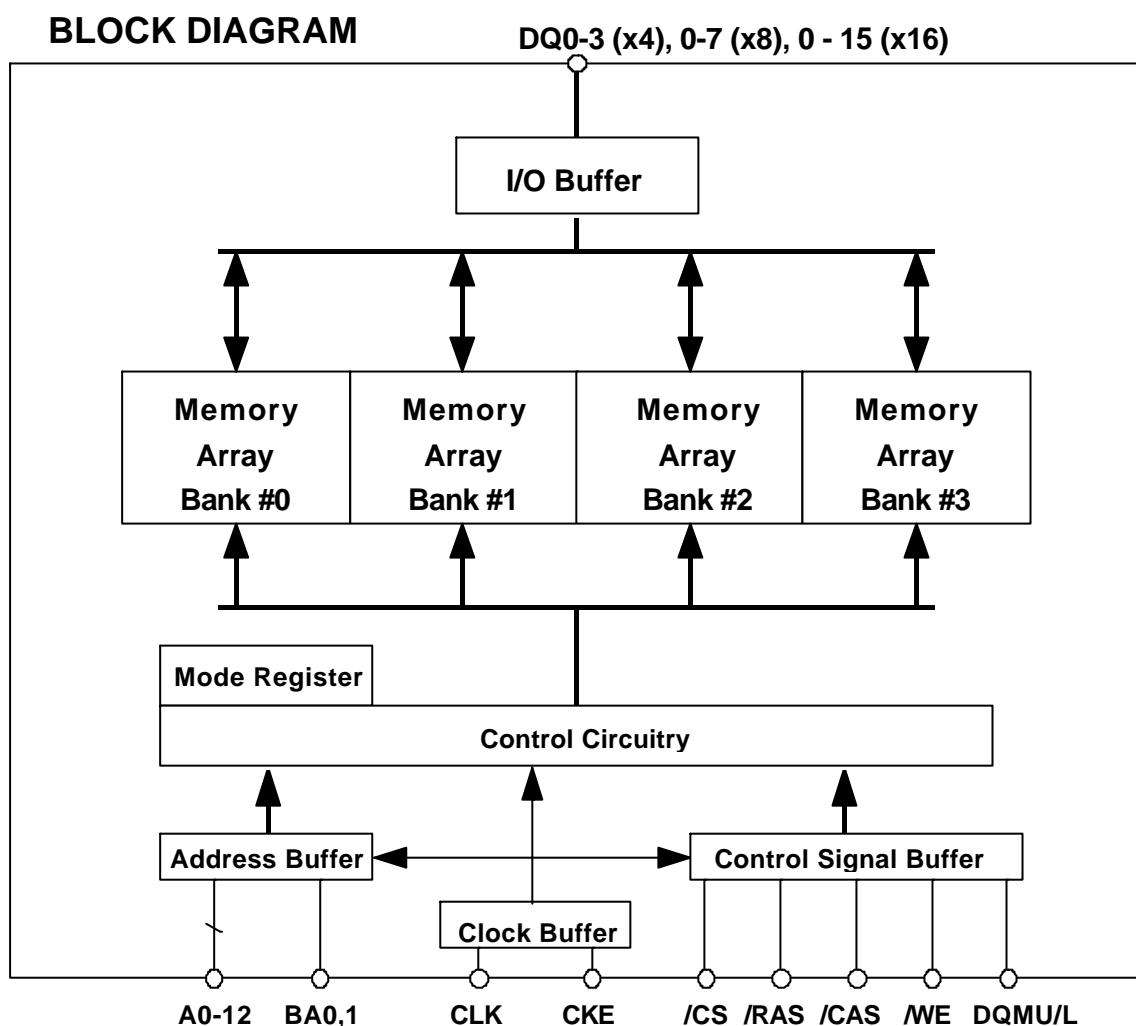 BLOCK DIAGRAM
DQ0-3 (x4), 0-7 (x8), 0 - 15 (x16)
I/O Buffer
Memory Array Bank #0
Memory Array Bank #1
Memory Array Bank #2
Memory Array Bank #3
Mode Register
Control Circuitry
Address Buffer
Control Signal Buffer
Clock Buffer
A0-12 BA0,1 CLK CKE /CS /RAS /CAS /WE DQMU/L